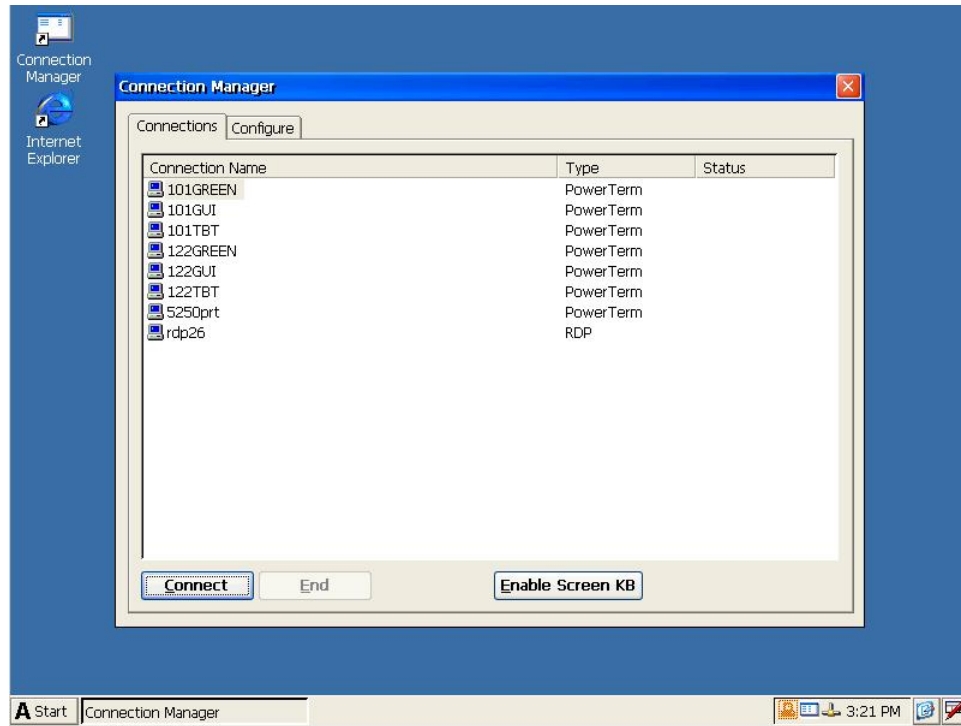 Connection
Manager
Internet
Explorer
Connection Manager
Connections Configure
Connection Name Type Status
101GREEN PowerTerm
101GUI PowerTerm
101TBT PowerTerm
122GREEN PowerTerm
122GUI PowerTerm
122TBT PowerTerm
5250prt PowerTerm
rdp26 RDP
Connect End Enable Screen KB
A Start Connection Manager 3:21 PM